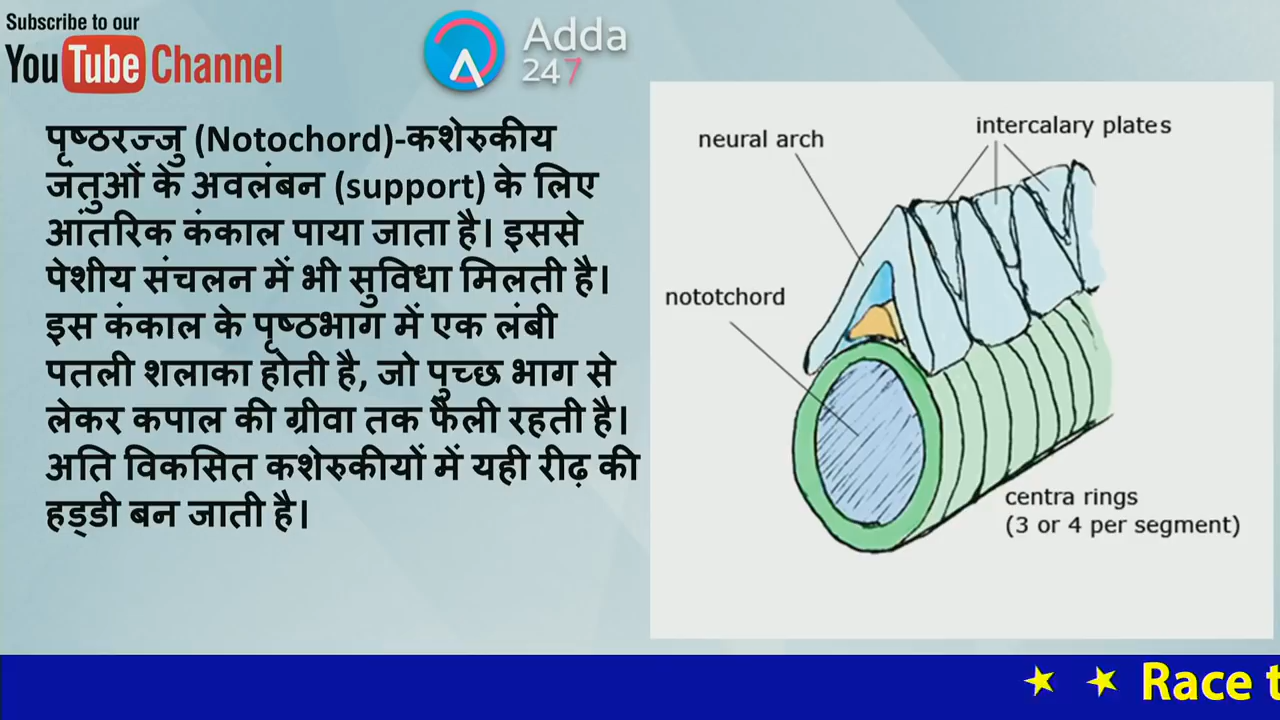 Subscribe to our
YouTube Channel
Adda
247
पृष्ठरज्जु (Notochord)-कशेरुकीय
जंतुओं के अवलंबन (support) के लिए
आंतरिक कंकाल पाया जाता है। इससे
पेशीय संचलन में भी सुविधा मिलती है।
इस कंकाल के पृष्ठभाग में एक लंबी
पतली शलाका होती है, जो पुच्छ भाग से
लेकर कपाल की ग्रीवा तक फैली रहती है।
अति विकसित कशेरुकीयों में यही रीढ़ की
हड्डी बन जाती है।
neural arch
intercalary plates
nototchord
centra rings
(3 or 4 per segment)
Race t